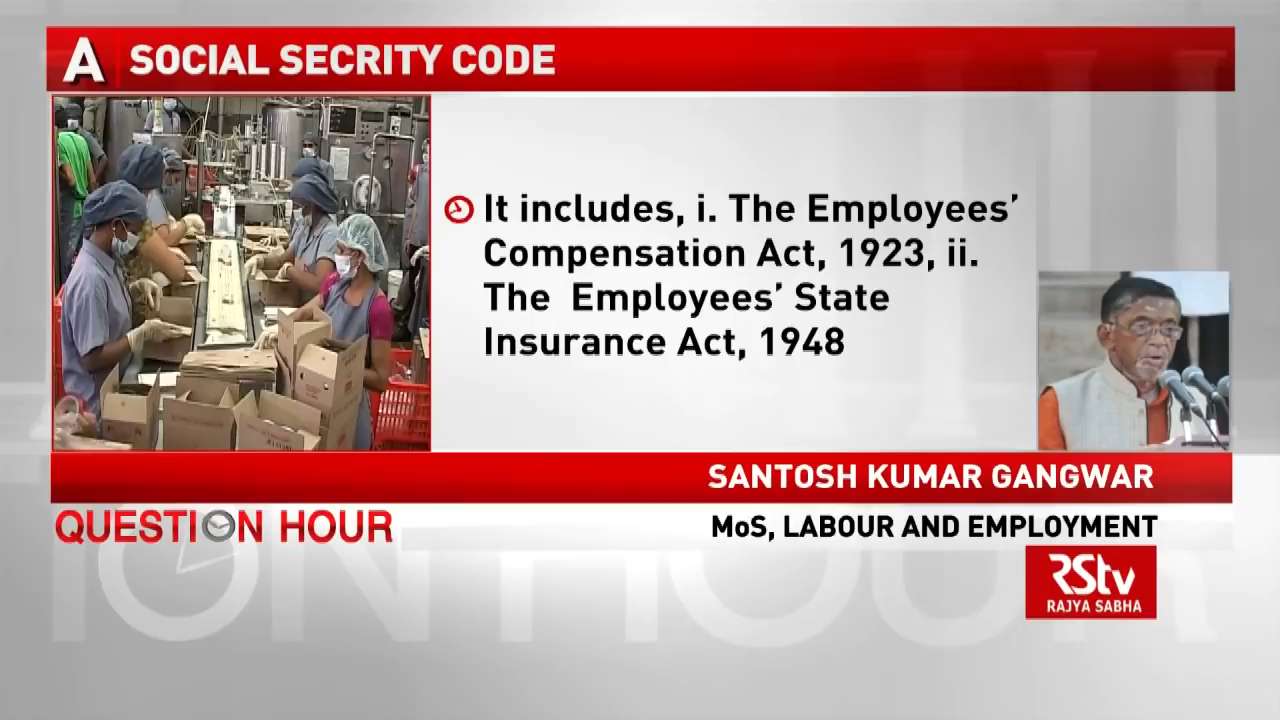 A SOCIAL SECRITY CODE
It includes, i. The Employees’
Compensation Act, 1923, ii.
The Employees’ State
Insurance Act, 1948
SANTOSH KUMAR GANGWAR
QUESTION HOUR
MoS, LABOUR AND EMPLOYMENT
RStv
RAJYA SABHA